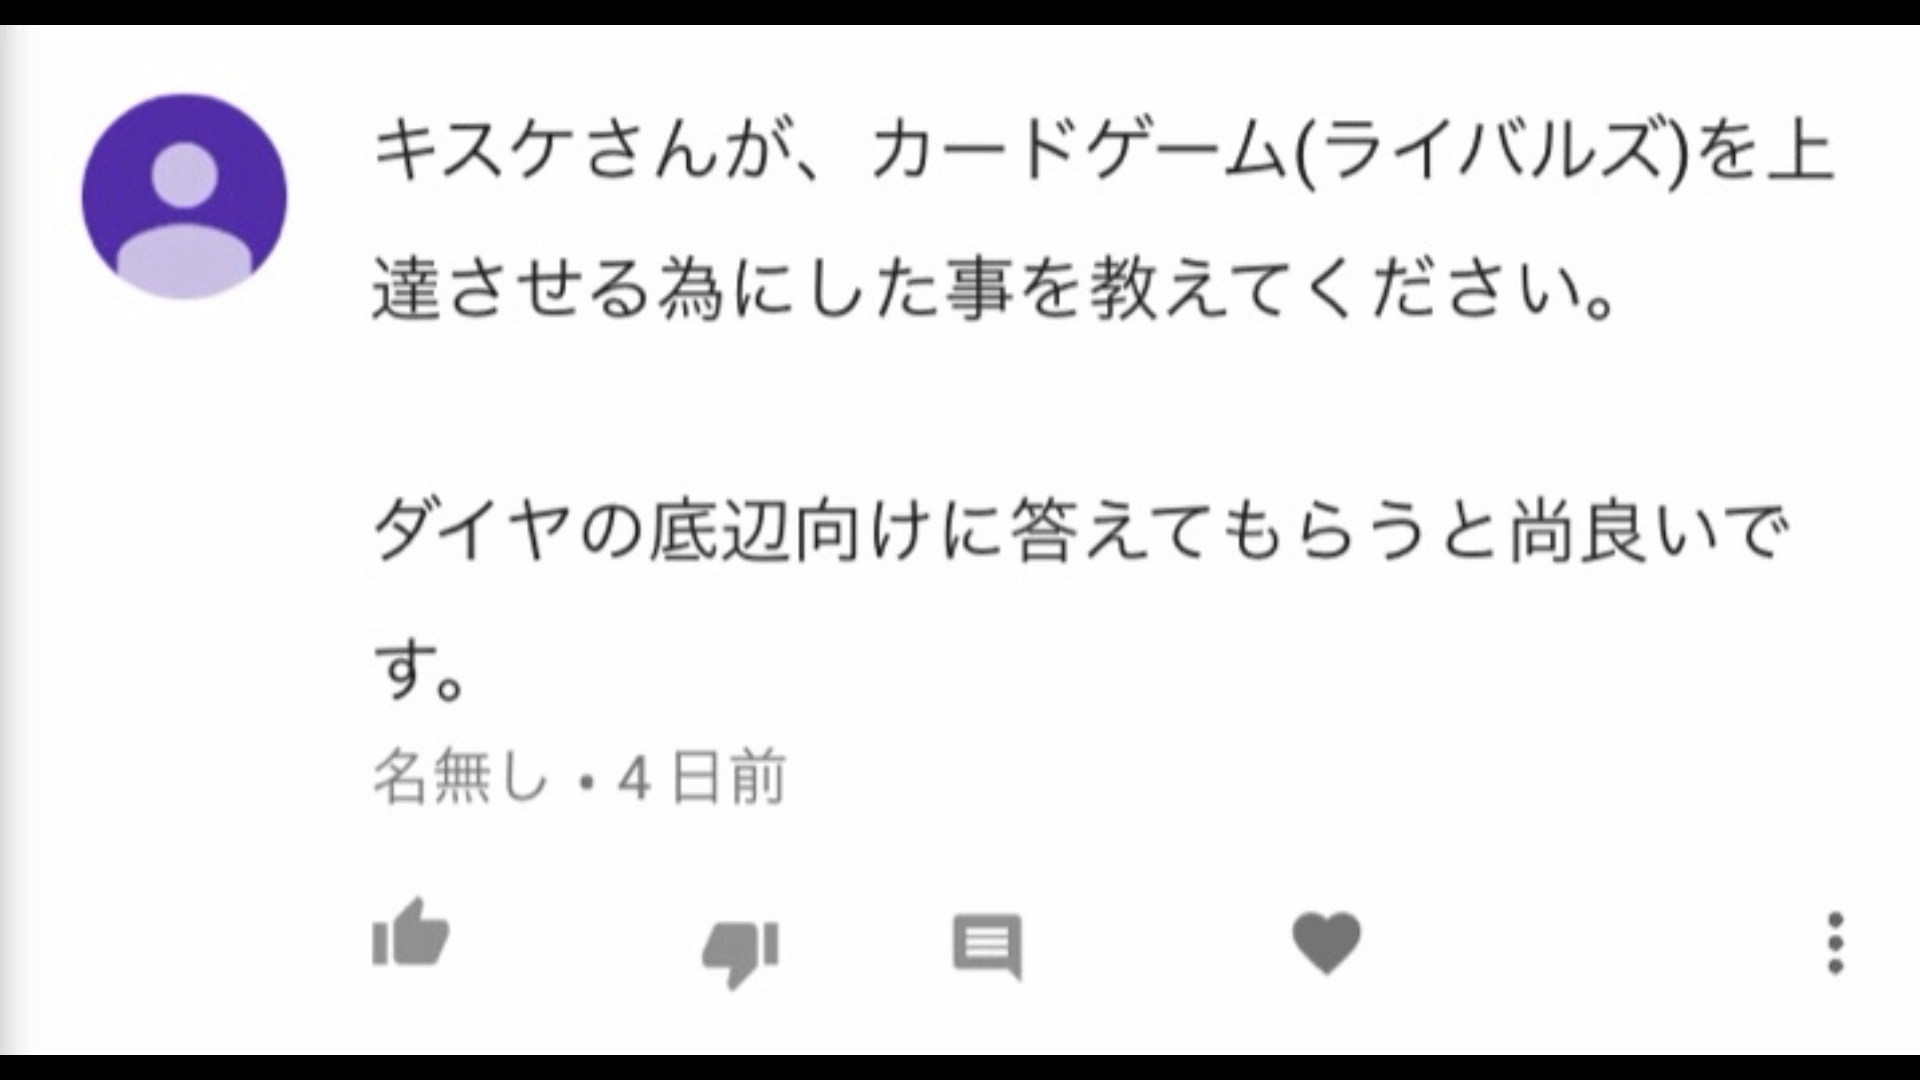 キスケさんが、カードゲーム(ライバルズ)を上
達させる為にした事を教えてください。
ダイヤの底辺向けに答えてもらうと尚良いで
す。
名無し・4 日前